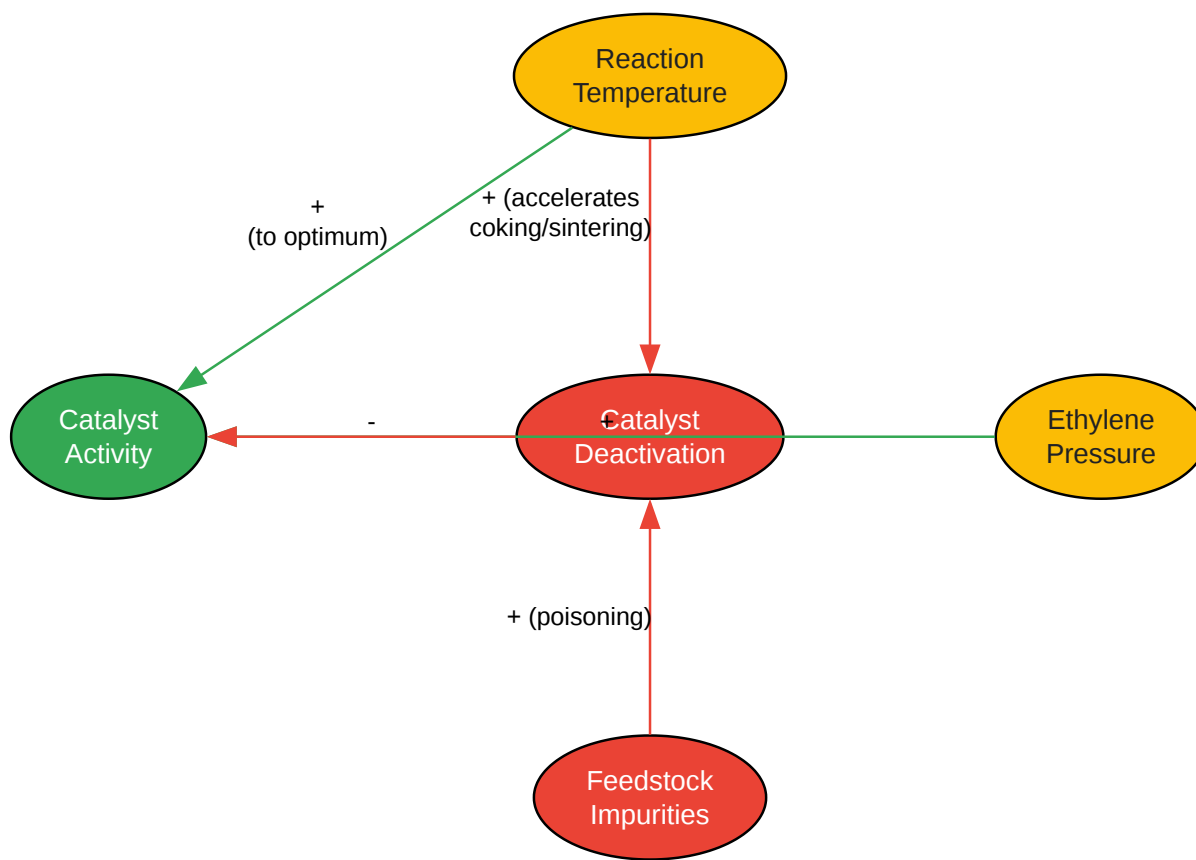 Reaction
Temperature
+ (accelerates
coking/sintering)
+
(to optimum)
Catalyst
Activity
-
Catalyst
Deactivation
+
Ethylene
Pressure
+ (poisoning)
Feedstock
Impurities